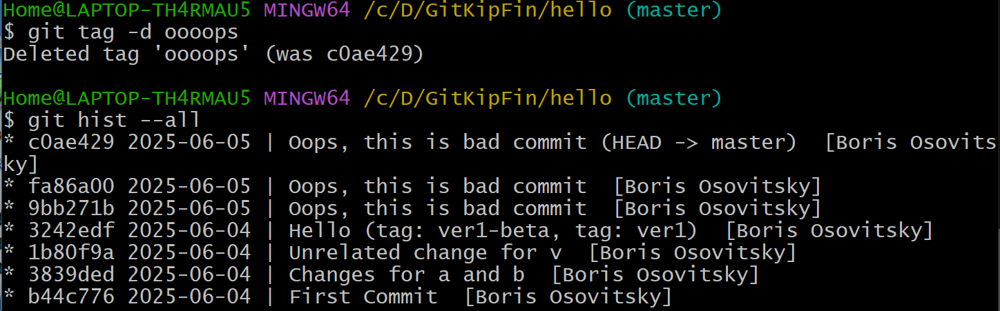 Home@LAPTOP-TH4RMAU5 MINGW64 /c/D/GitKipFin/hello (master)
$ git tag -d oooops
Deleted tag 'oooops' (was c0ae429)
Home@LAPTOP-TH4RMAU5 MINGW64 /c/D/GitKipFin/hello (master)
$ git hist --all
* c0ae429 2025-06-05 | Oops, this is bad commit (HEAD -> master)  [Boris Osovits
ky]
* fa86a00 2025-06-05 | Oops, this is bad commit  [Boris Osovitsky]
* 9bb271b 2025-06-05 | Oops, this is bad commit  [Boris Osovitsky]
* 3242edf 2025-06-04 | Hello (tag: ver1-beta, tag: ver1)  [Boris Osovitsky]
* 1b80f9a 2025-06-04 | Unrelated change for v  [Boris Osovitsky]
* 3839ded 2025-06-04 | Changes for a and b  [Boris Osovitsky]
* b44c776 2025-06-04 | First Commit  [Boris Osovitsky]